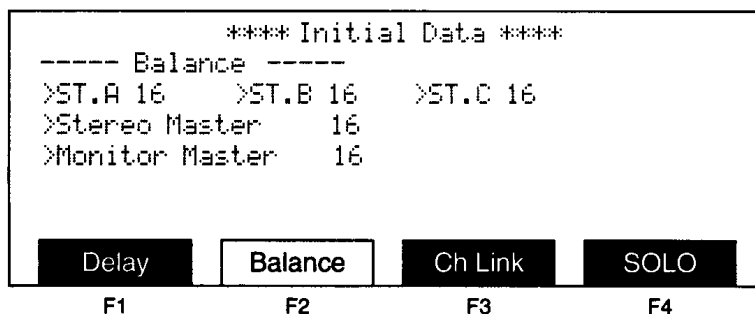 **** Initial Data ****
----- Balance -----
>ST.A 16 >ST.B 16 >ST.C 16
>Stereo Master 16
>Monitor Master 16
Delay Balance Ch Link SOLO
F1 F2 F3 F4